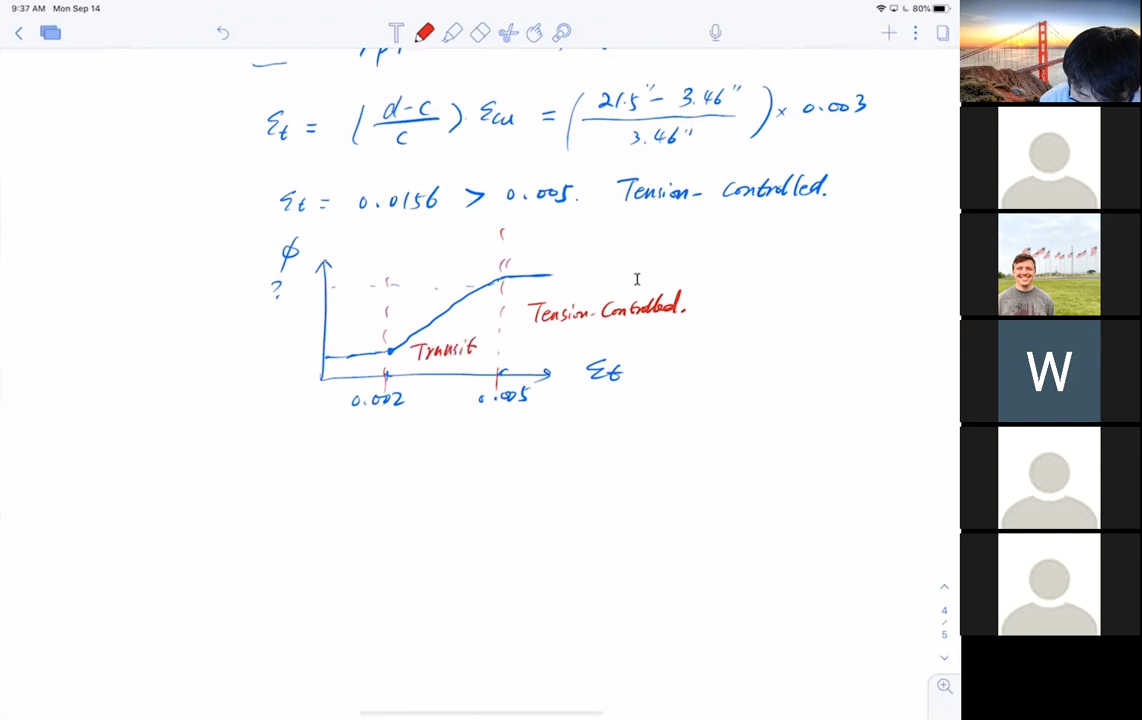 9:37 AM Mon Sep 14
80%
T
εt = (d-c/c) · εcu = (21.5" - 3.46"/3.46") × 0.003
εt = 0.0156 > 0.005. Tension-Controlled.
ϕ
?
Tension-Controlled.
Transit
εt
0.002
0.005
W
4
/
5